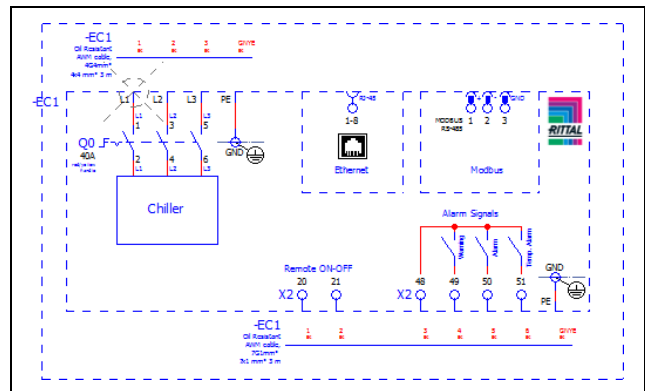 -EC1
Oil Resistant
AWM cable,
4G4mm²
4x4 mm² 3 m
1 2 3 GNYE
-EC1
L1 L2 L3 PE
L1 L2 L3
1 3 5
Q0
40A
2 4 6
L1 L2 L3
GND
Chiller
RJ-45
1-8
Ethernet
+ - GND
MODBUS
RS-485
1 2 3
Modbus
RITTAL
Alarm Signals
Warning
Alarm
Temp. Alarm
Remote ON-OFF
20 21
X2
48 49 50 51
X2
GND
PE
-EC1
Oil Resistant
AWM cable,
7G1mm²
7x1 mm² 3 m
1 2 3 4 5 6 GNYE